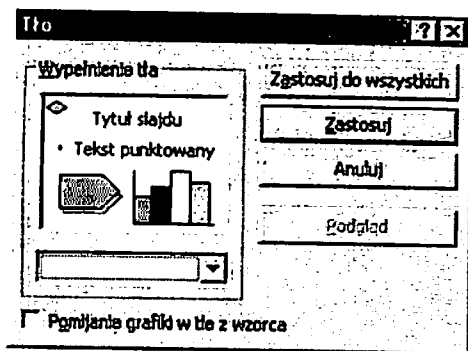 Tło
Wypełnienie tła
Tytuł slajdu
• Tekst punktowany
Zastosuj do wszystkich
Zastosuj
Anuluj
Podgląd
Pomijanie grafiki w tle z wzorca